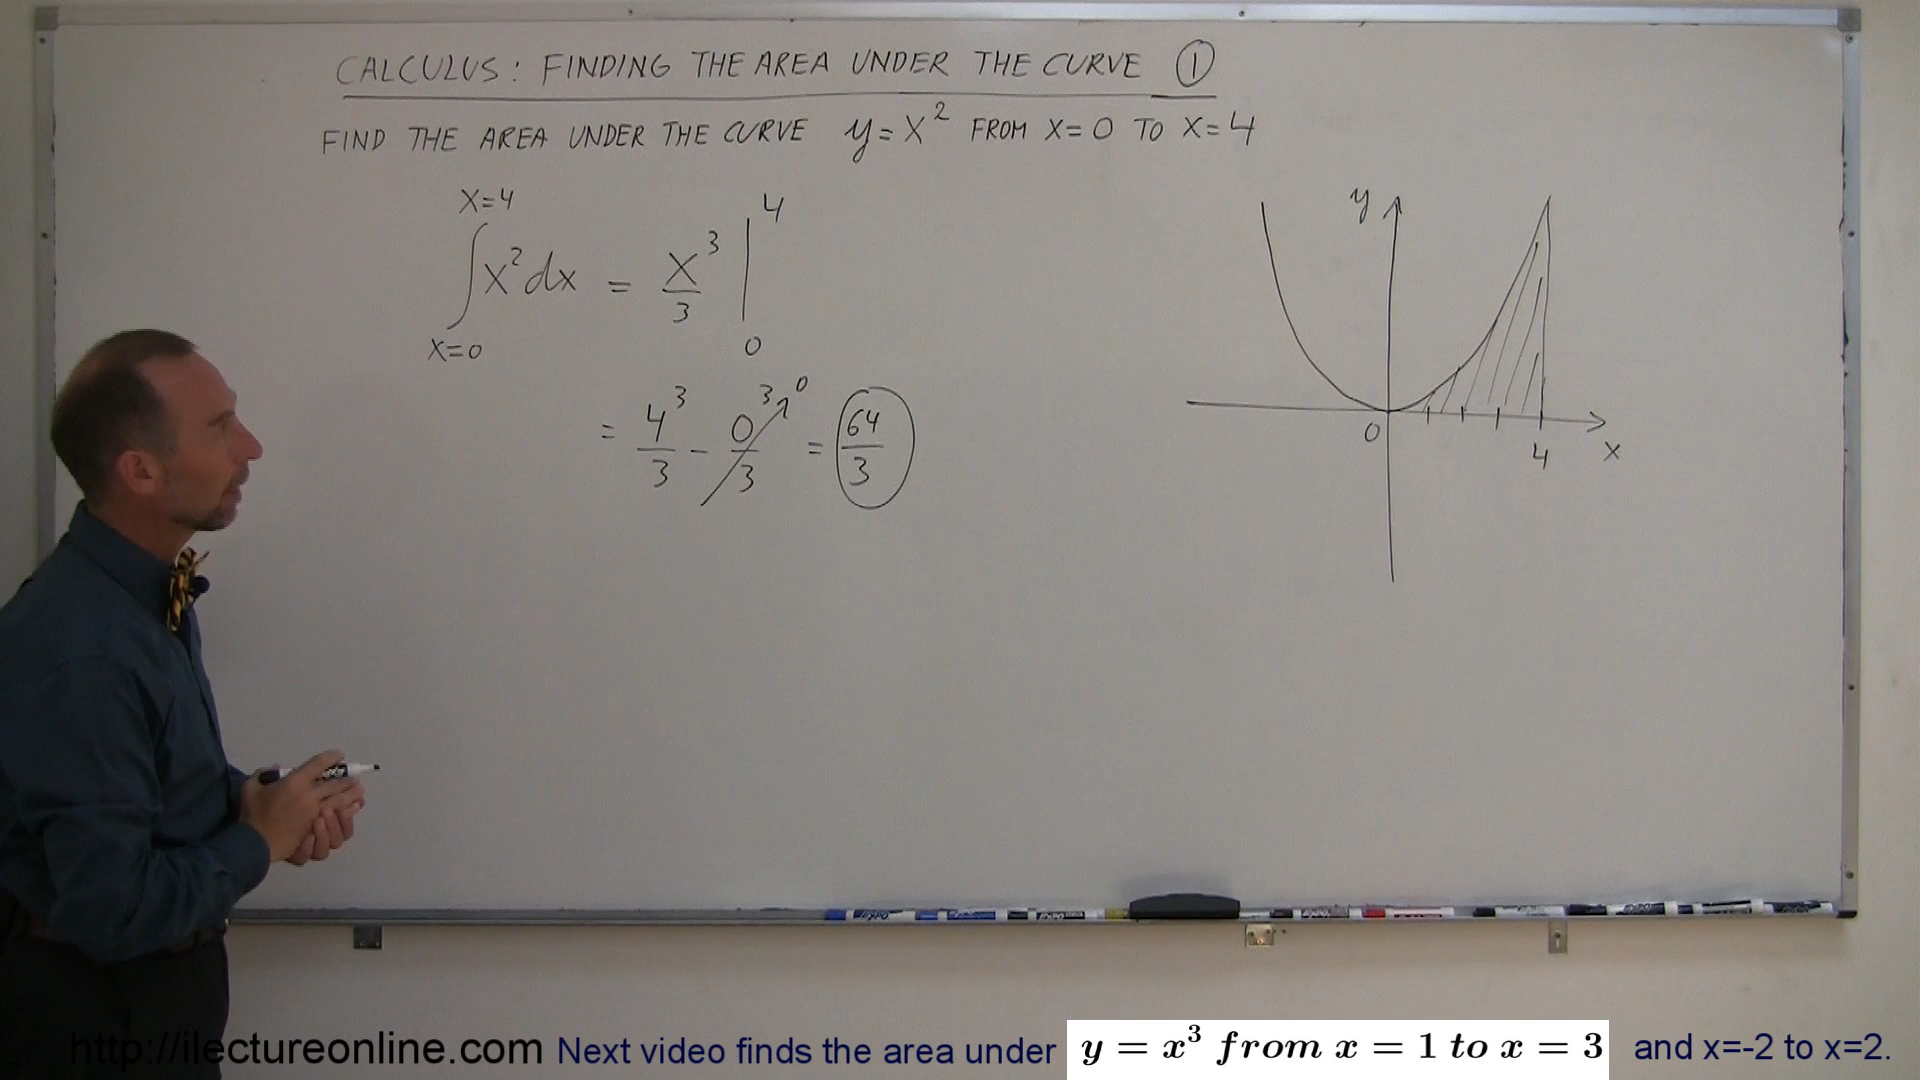 CALCULUS: FINDING THE AREA UNDER THE CURVE ①
FIND THE AREA UNDER THE CURVE y=x² FROM x=0 TO x=4
x=4
∫x²dx = x³/3 |
4
x=0
0
= 4³/3 - 0³/3 ↗0 = 64/3
y
0
4
x
http://ilectureonline.com Next video finds the area under y = x³ from x = 1 to x = 3 and x=-2 to x=2.